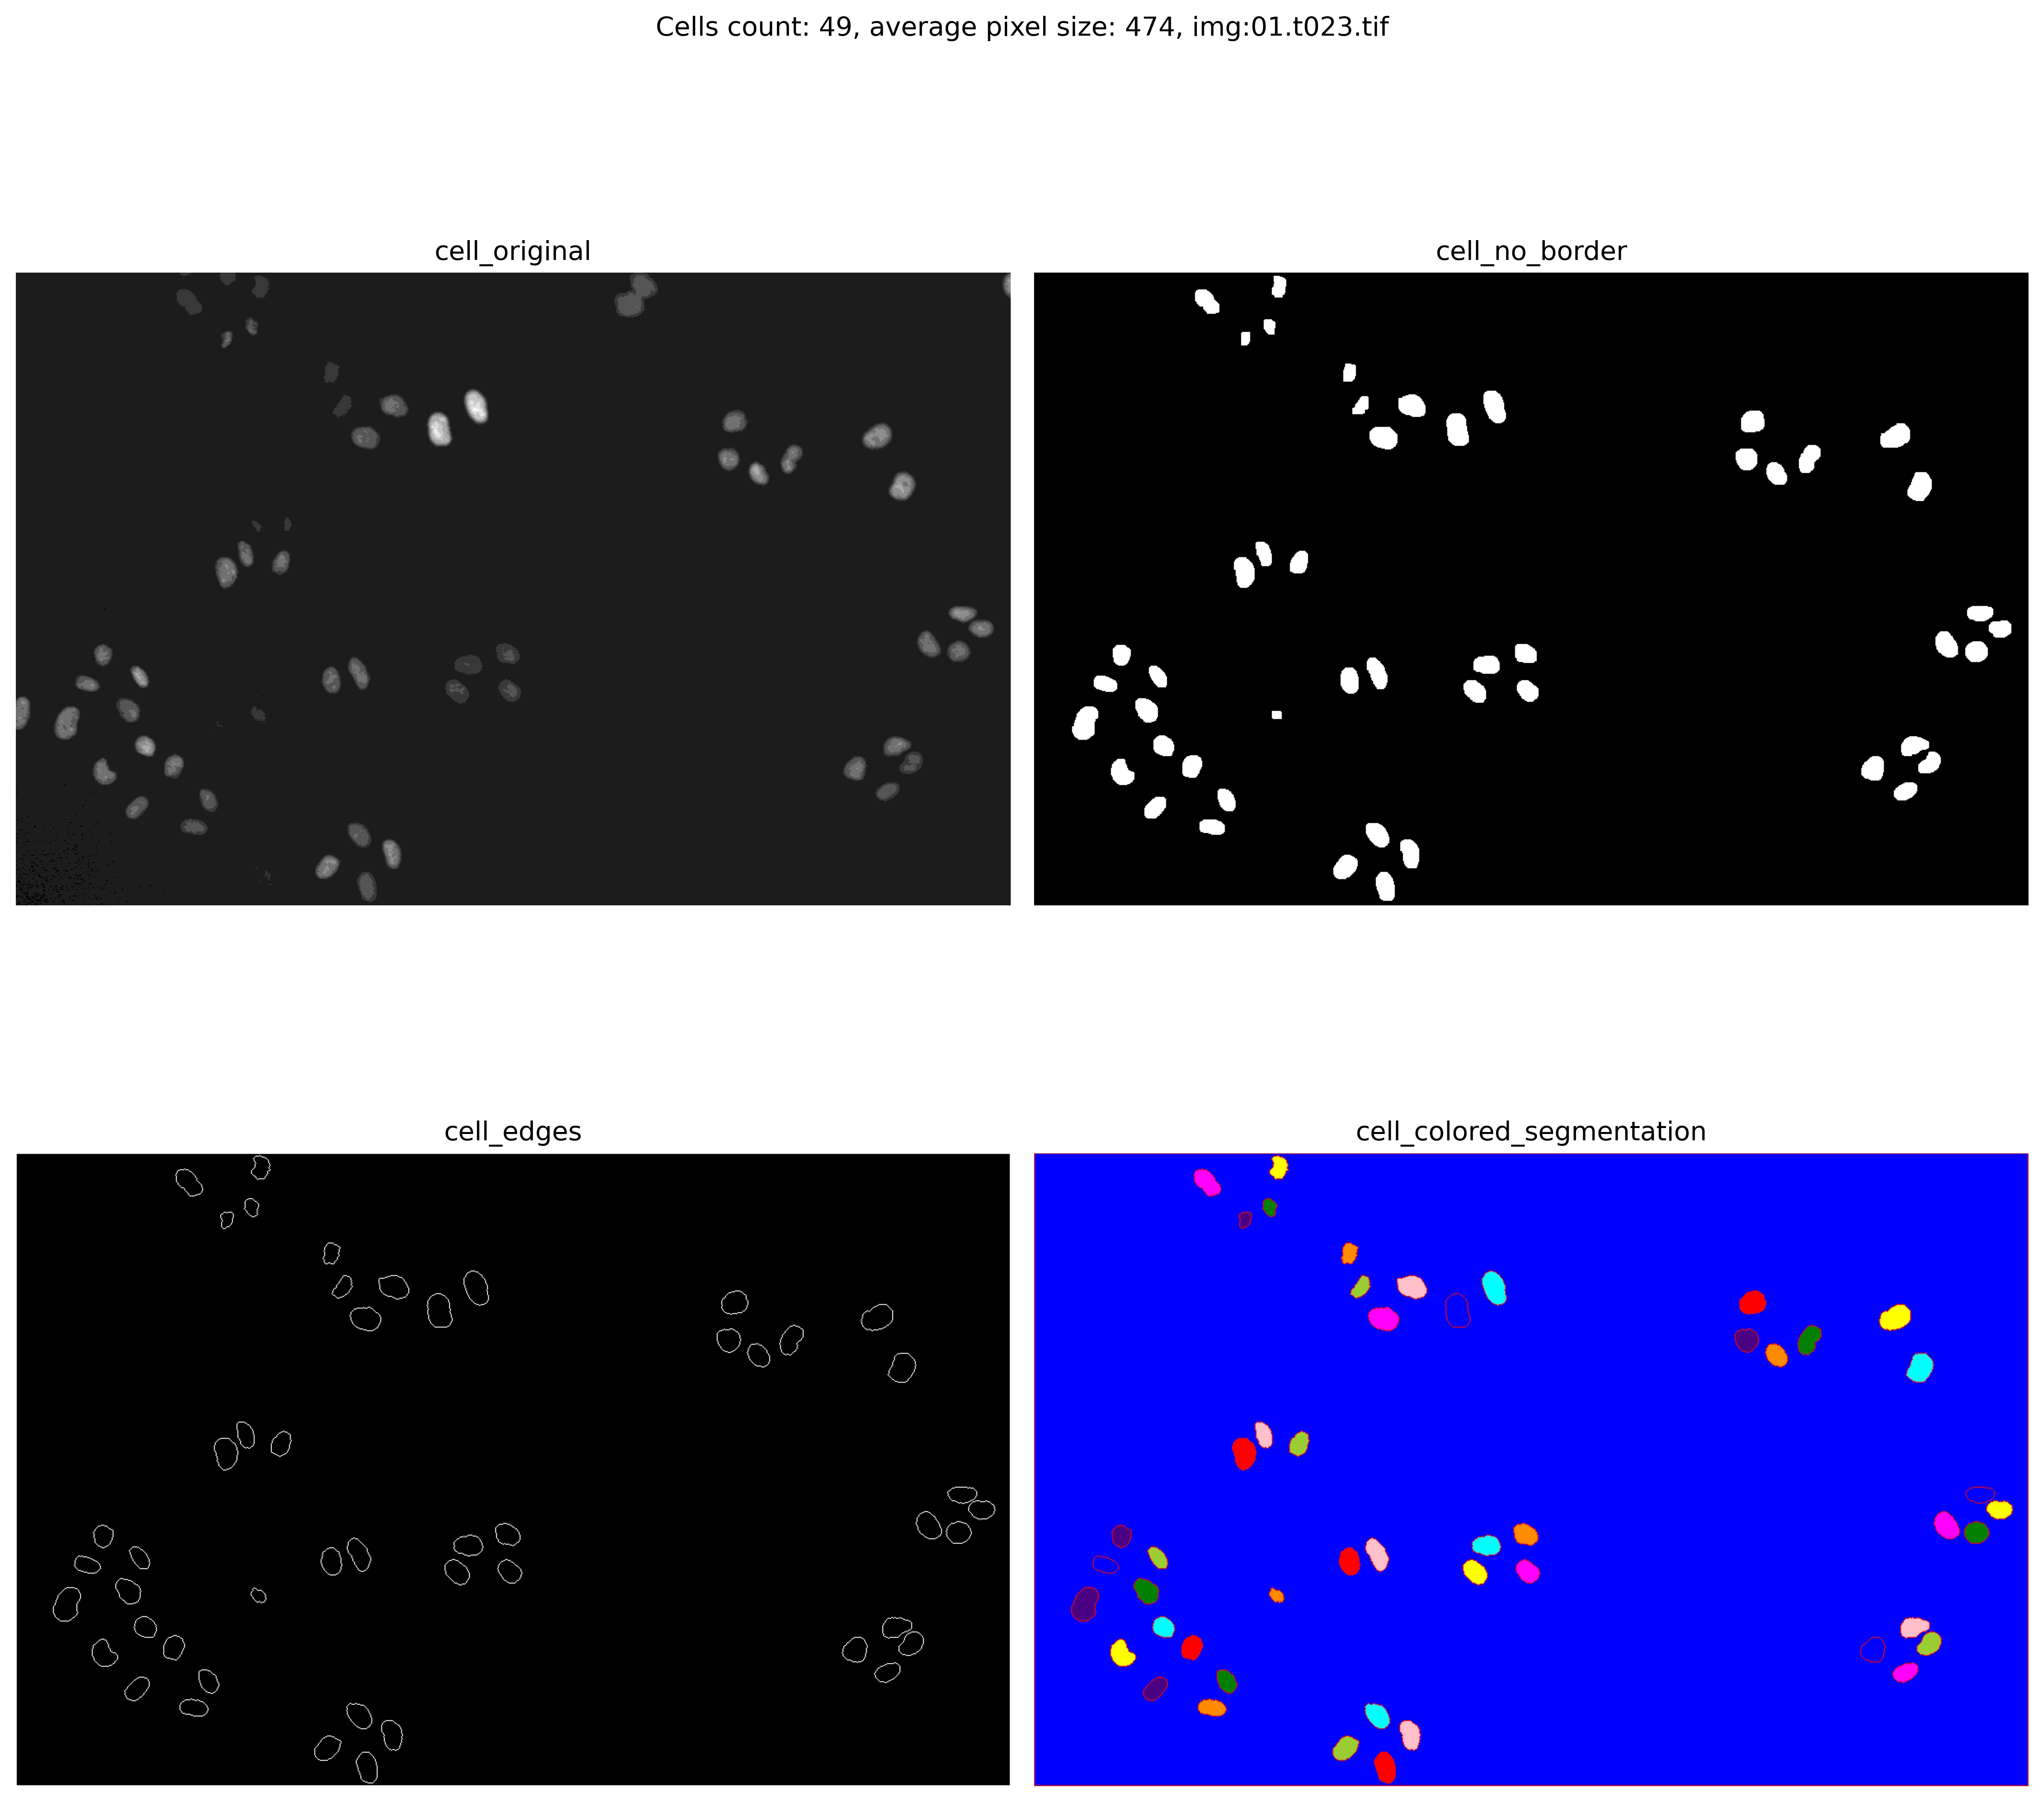 Cells count: 49, average pixel size: 474, img:01.t023.tif
cell_original
cell_no_border
cell_edges
cell_colored_segmentation